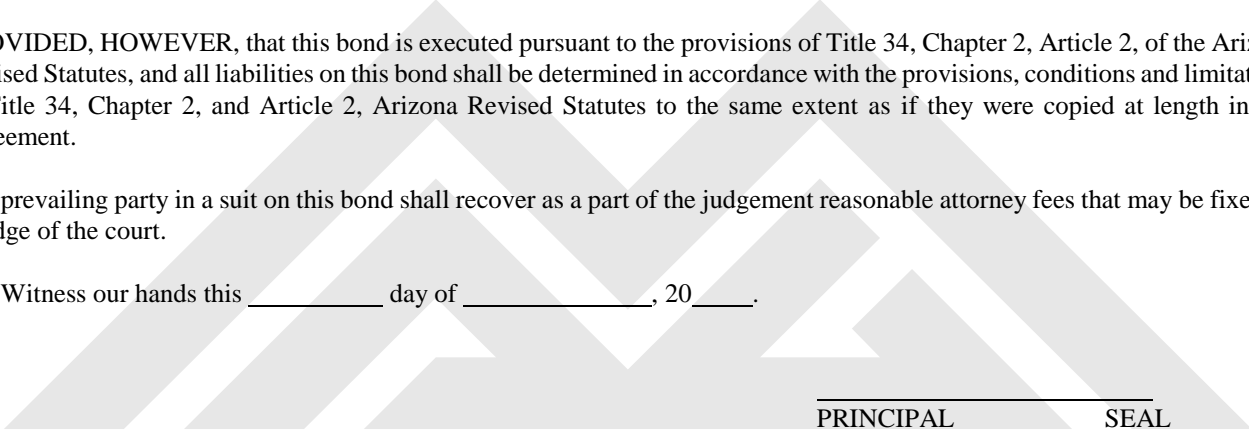 OVIDED, HOWEVER, that this bond is executed pursuant to the provisions of Title 34, Chapter 2, Article 2, of the Ariz
ised Statutes, and all liabilities on this bond shall be determined in accordance with the provisions, conditions and limitat
itle 34, Chapter 2, and Article 2, Arizona Revised Statutes to the same extent as if they were copied at length in
eement.
prevailing party in a suit on this bond shall recover as a part of the judgement reasonable attorney fees that may be fixe
dge of the court.
Witness our hands this __________ day of ______________, 20____.
PRINCIPAL SEAL